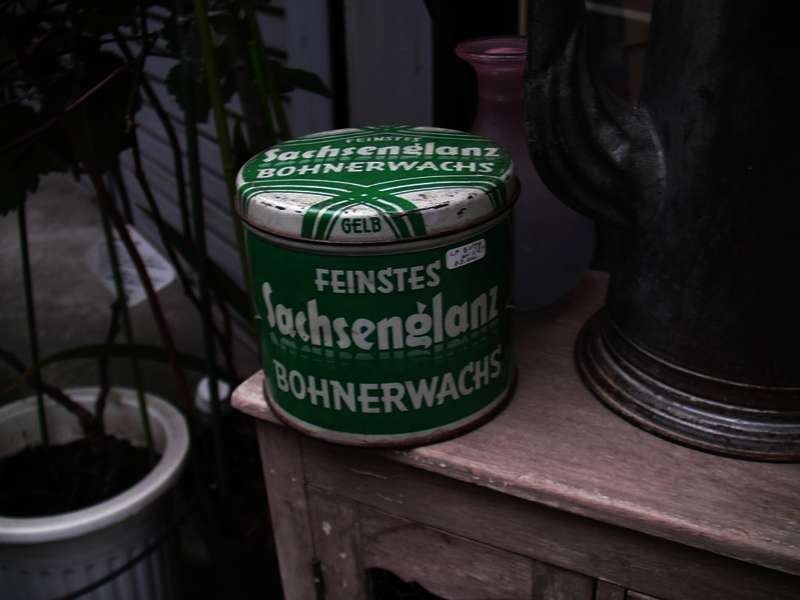 FEINSTES
Sachsenglanz
BOHNERWACHS
GELB
FEINSTES
Sachsenglanz
BOHNERWACHS